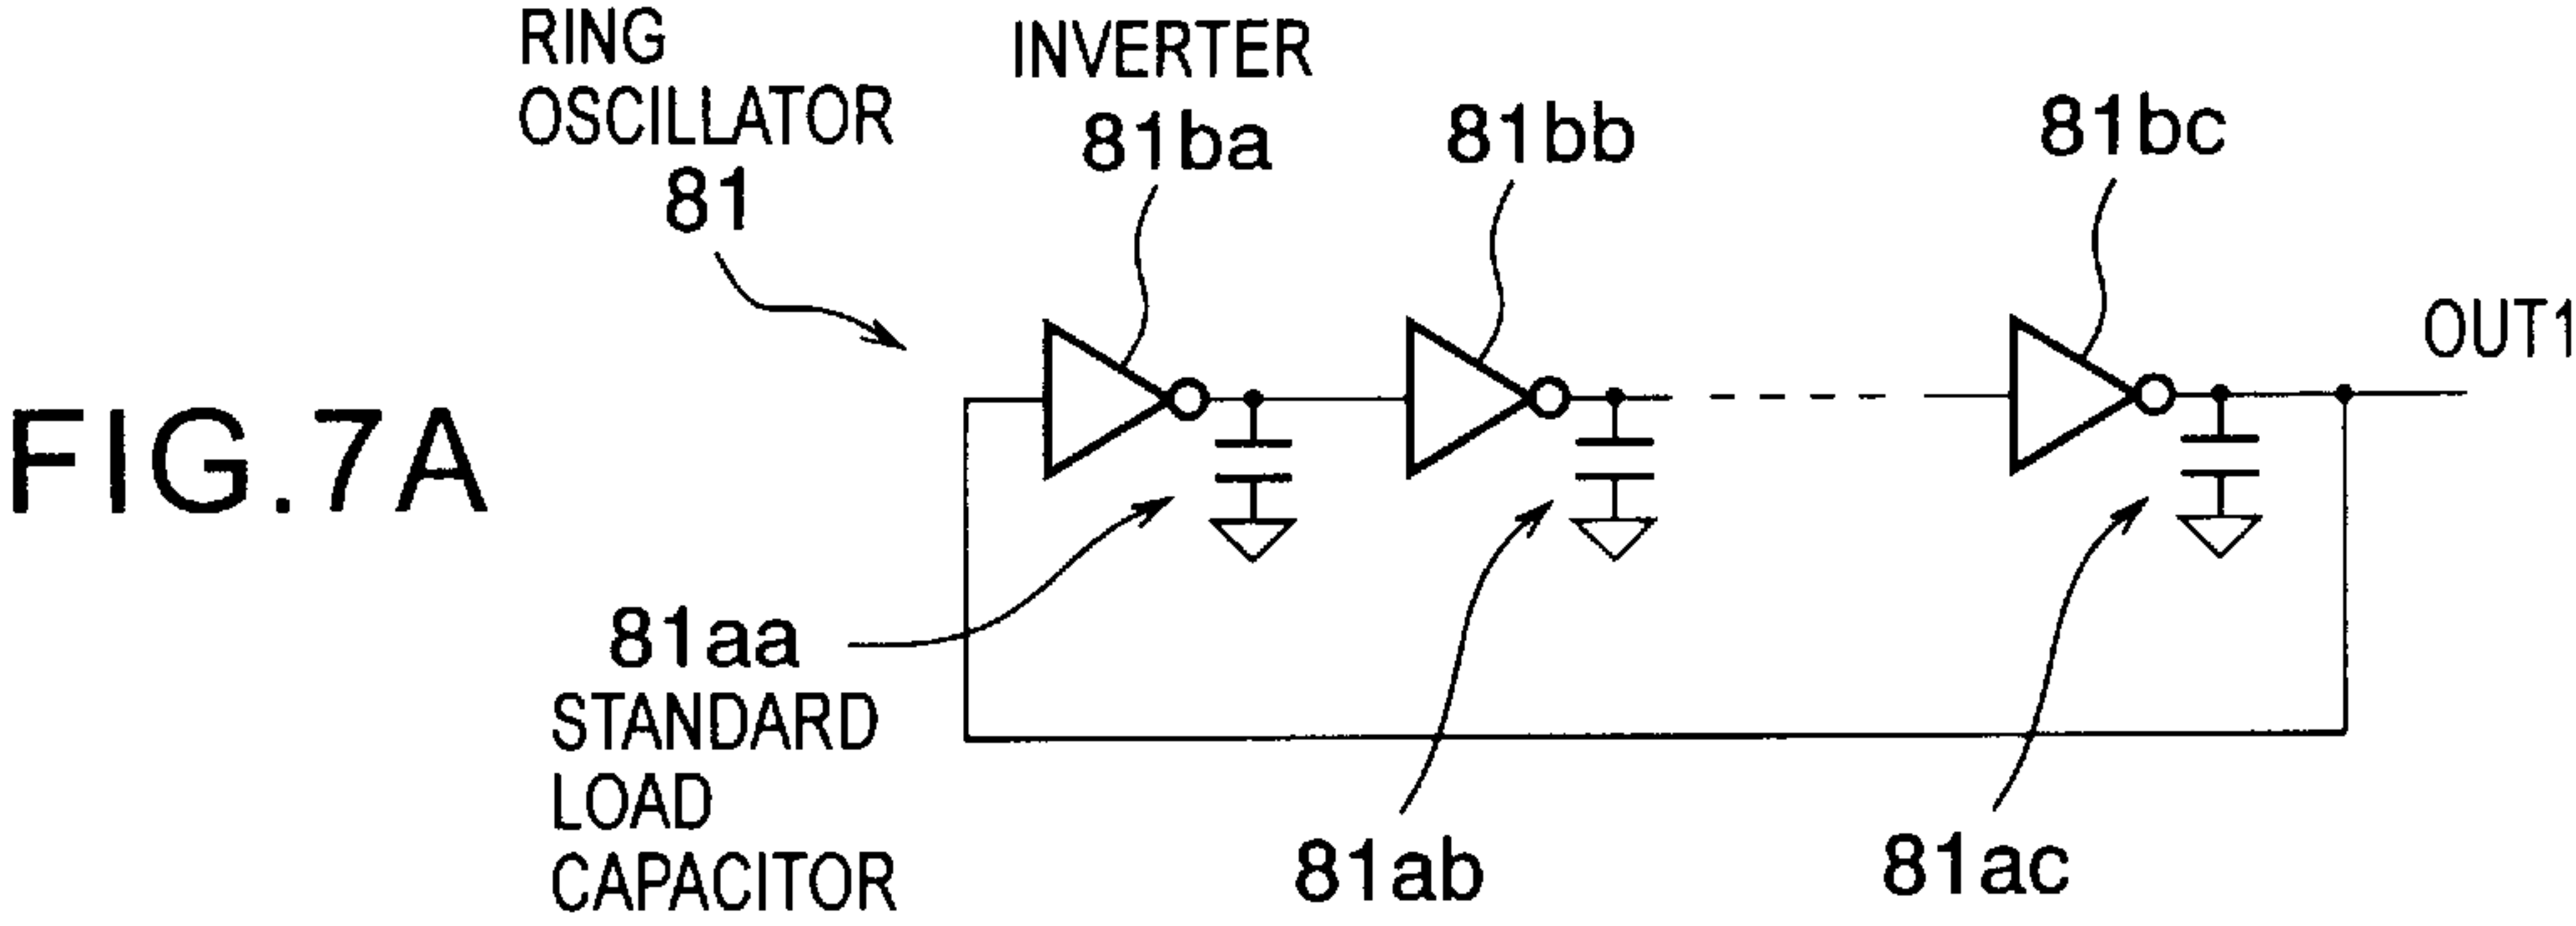 RING
OSCILLATOR
81
INVERTER
81ba
81bb
81bc
OUT1
FIG.7A
81aa
STANDARD
LOAD
CAPACITOR
81ab
81ac